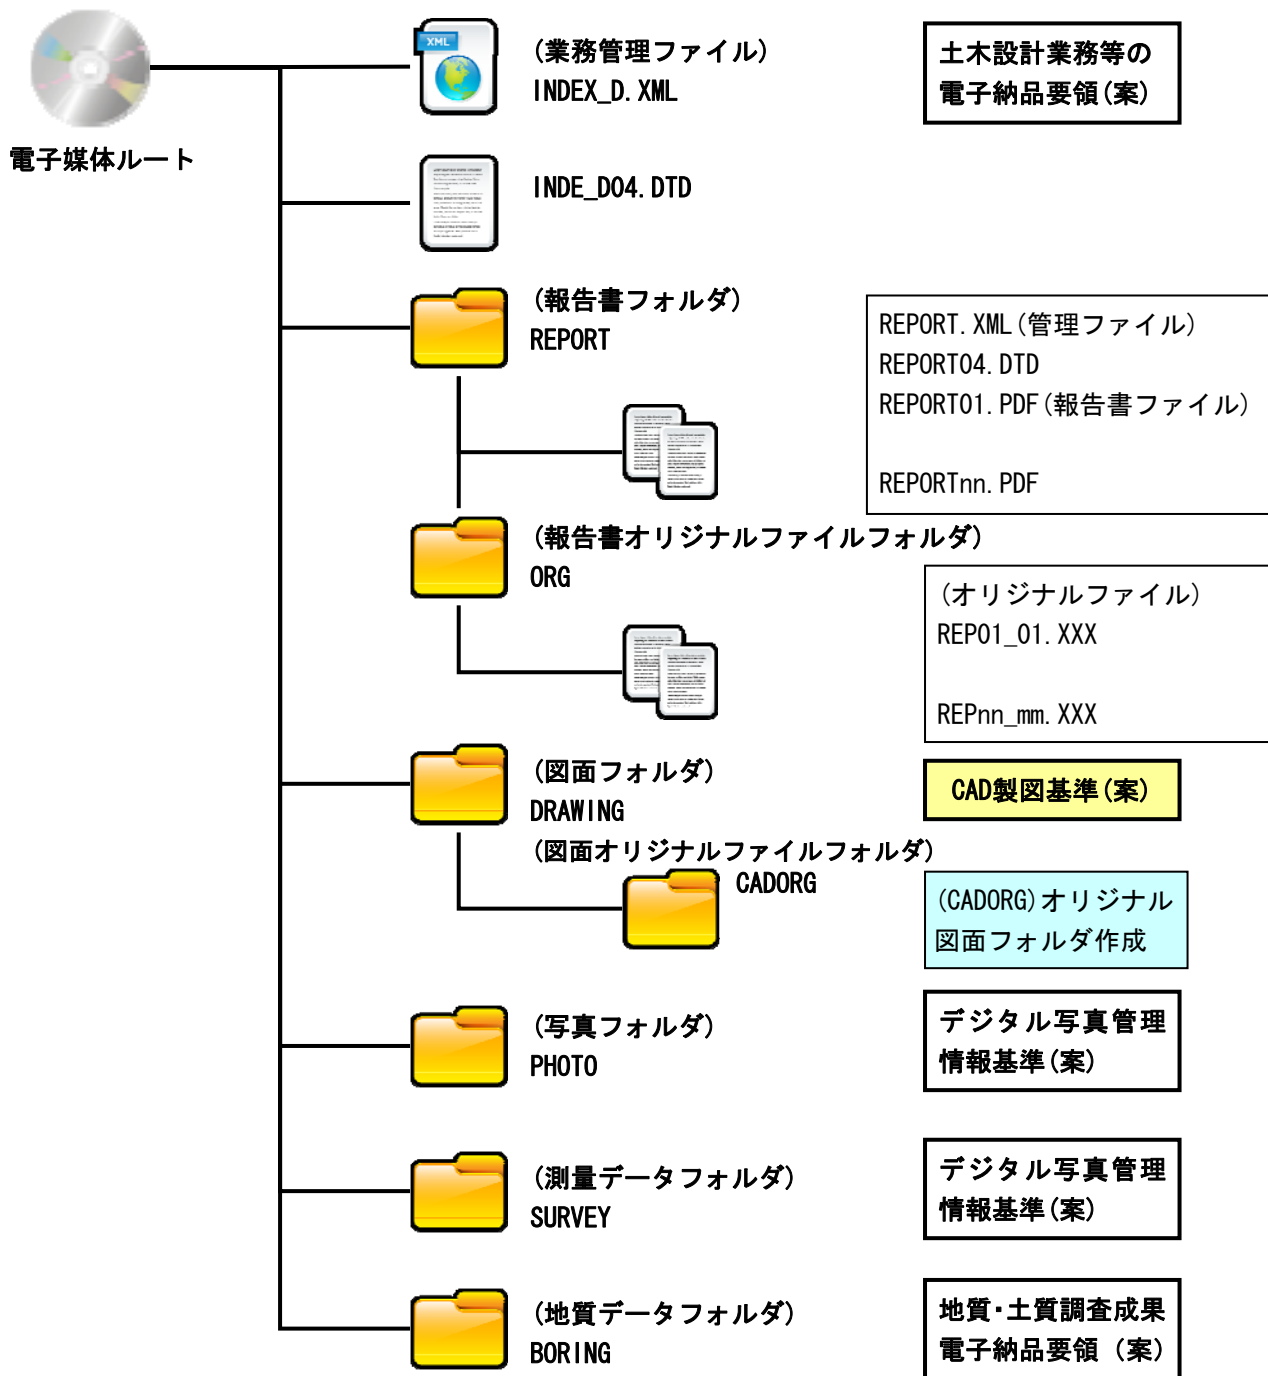 (業務管理ファイル)
INDEX_D.XML
土木設計業務等の
電子納品要領(案)
XML
電子媒体ルート
INDE_D04.DTD
(報告書フォルダ)
REPORT
REPORT.XML(管理ファイル)
REPORT04.DTD
REPORT01.PDF(報告書ファイル)
REPORTnn.PDF
(報告書オリジナルファイルフォルダ)
ORG
(オリジナルファイル)
REP01_01.XXX
REPnn_mm.XXX
(図面フォルダ)
DRAWING
CAD製図基準(案)
(図面オリジナルファイルフォルダ)
CADORG
(CADORG)オリジナル
図面フォルダ作成
(写真フォルダ)
PHOTO
デジタル写真管理
情報基準(案)
(測量データフォルダ)
SURVEY
デジタル写真管理
情報基準(案)
(地質データフォルダ)
BORING
地質・土質調査成果
電子納品要領（案）